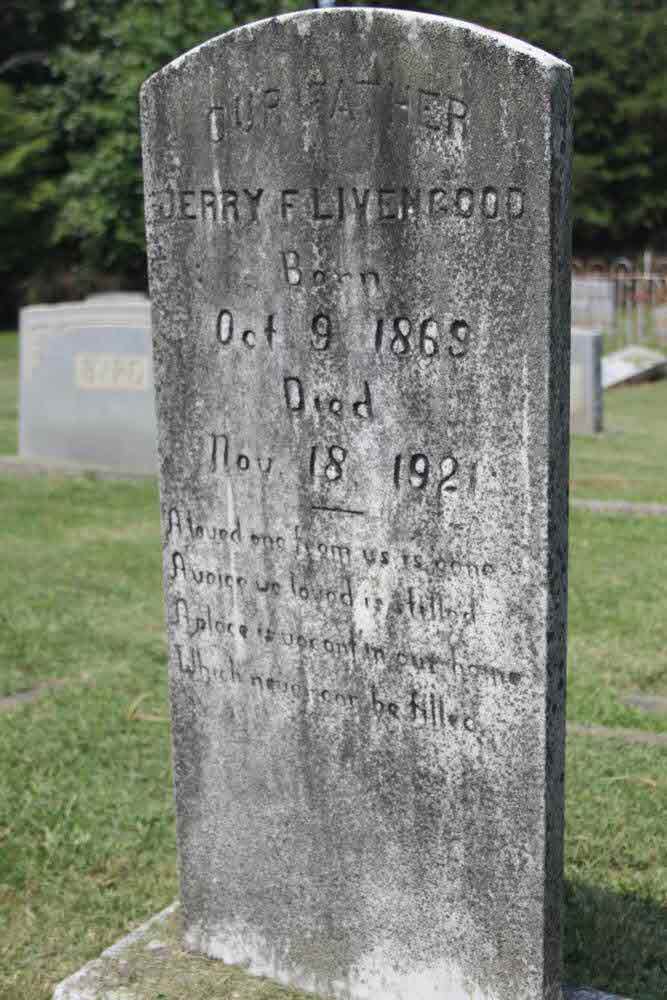 OUR FATHER
JERRY F LIVENGOOD
Born
Oct 9 1869
Died
Nov. 18 1921
A loved one from us is gone
A voice we loved is stilled
A place is vacant in our home
Which never can be filled.
BYRD